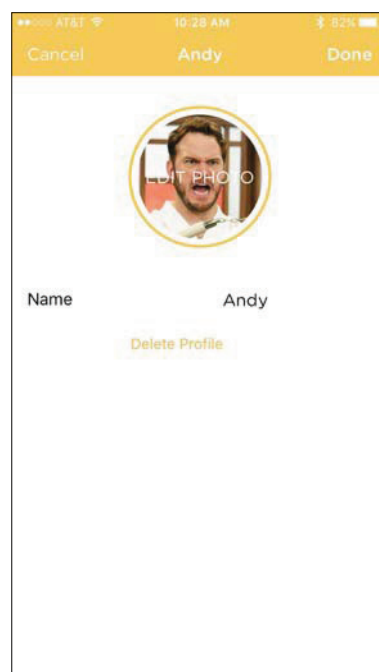 AT&T 10:28 AM 82%
Cancel Andy Done
EDIT PHOTO
Name Andy
Delete Profile